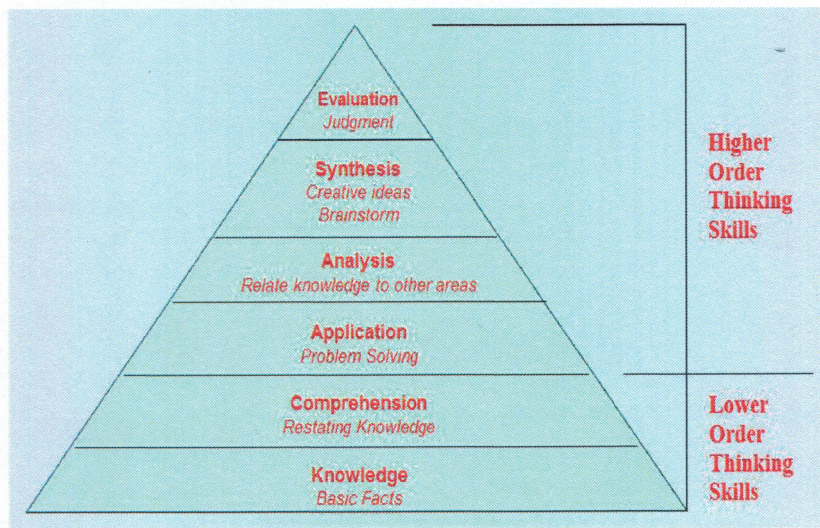 Evaluation
Judgment
Synthesis
Creative ideas
Brainstorm
Analysis
Relate knowledge to other areas
Application
Problem Solving
Comprehension
Restating Knowledge
Knowledge
Basic Facts
Higher
Order
Thinking
Skills
Lower
Order
Thinking
Skills